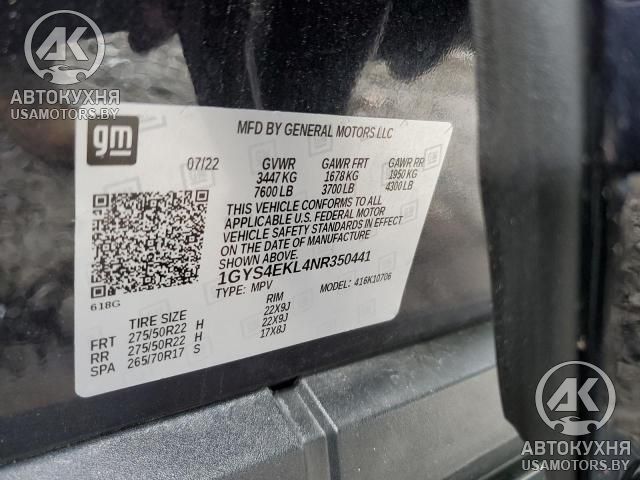 АВТОКУХНЯ
USAMOTORS.BY
gm
MFD BY GENERAL MOTORS LLC
07/22 GVWR GAWR FRT GAWR RR
3447 KG 1678 KG 1950 KG
7600 LB 3700 LB 4300 LB
THIS VEHICLE CONFORMS TO ALL
APPLICABLE U.S. FEDERAL MOTOR
VEHICLE SAFETY STANDARDS IN EFFECT
ON THE DATE OF MANUFACTURE
SHOWN ABOVE.
1GYS4EKL4NR350441
TYPE: MPV MODEL: 416K10706
618G
TIRE SIZE RIM
FRT 275/50R22 H 22X9J
RR 275/50R22 H 22X9J
SPA 265/70R17 S 17X8J
АК
АВТОКУХНЯ
USAMOTORS.BY